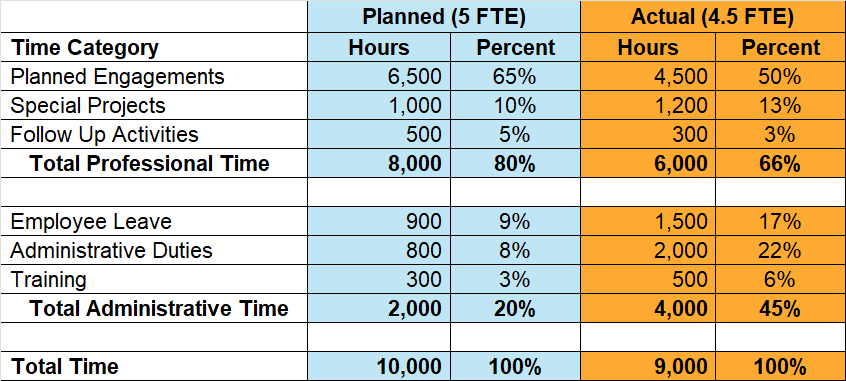 Planned (5 FTE) Actual (4.5 FTE)
Time Category Hours Percent Hours Percent
Planned Engagements 6,500 65% 4,500 50%
Special Projects 1,000 10% 1,200 13%
Follow Up Activities 500 5% 300 3%
Total Professional Time 8,000 80% 6,000 66%
Employee Leave 900 9% 1,500 17%
Administrative Duties 800 8% 2,000 22%
Training 300 3% 500 6%
Total Administrative Time 2,000 20% 4,000 45%
Total Time 10,000 100% 9,000 100%